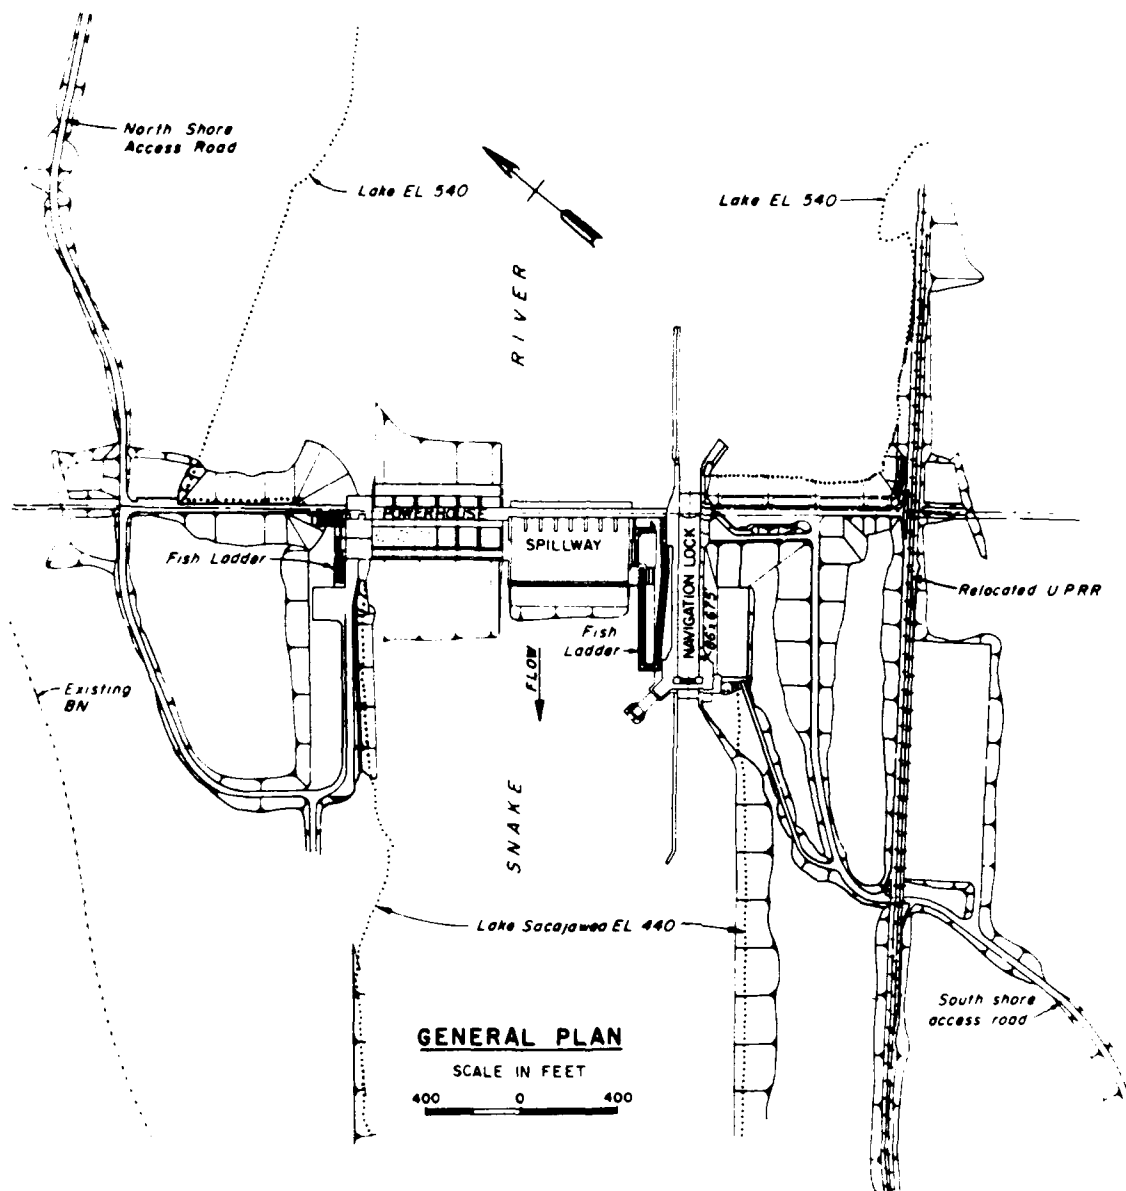 North Shore
Access Road
Lake EL 540
Lake EL 540
RIVER
POWERHOUSE
SPILLWAY
NAVIGATION LOCK
86'x675'
Fish Ladder
Fish
Ladder
FLOW
Relocated UPRR
Existing
BN
SNAKE
Lake Sacajawea EL 440
South shore
access road
GENERAL PLAN
SCALE IN FEET
400 0 400